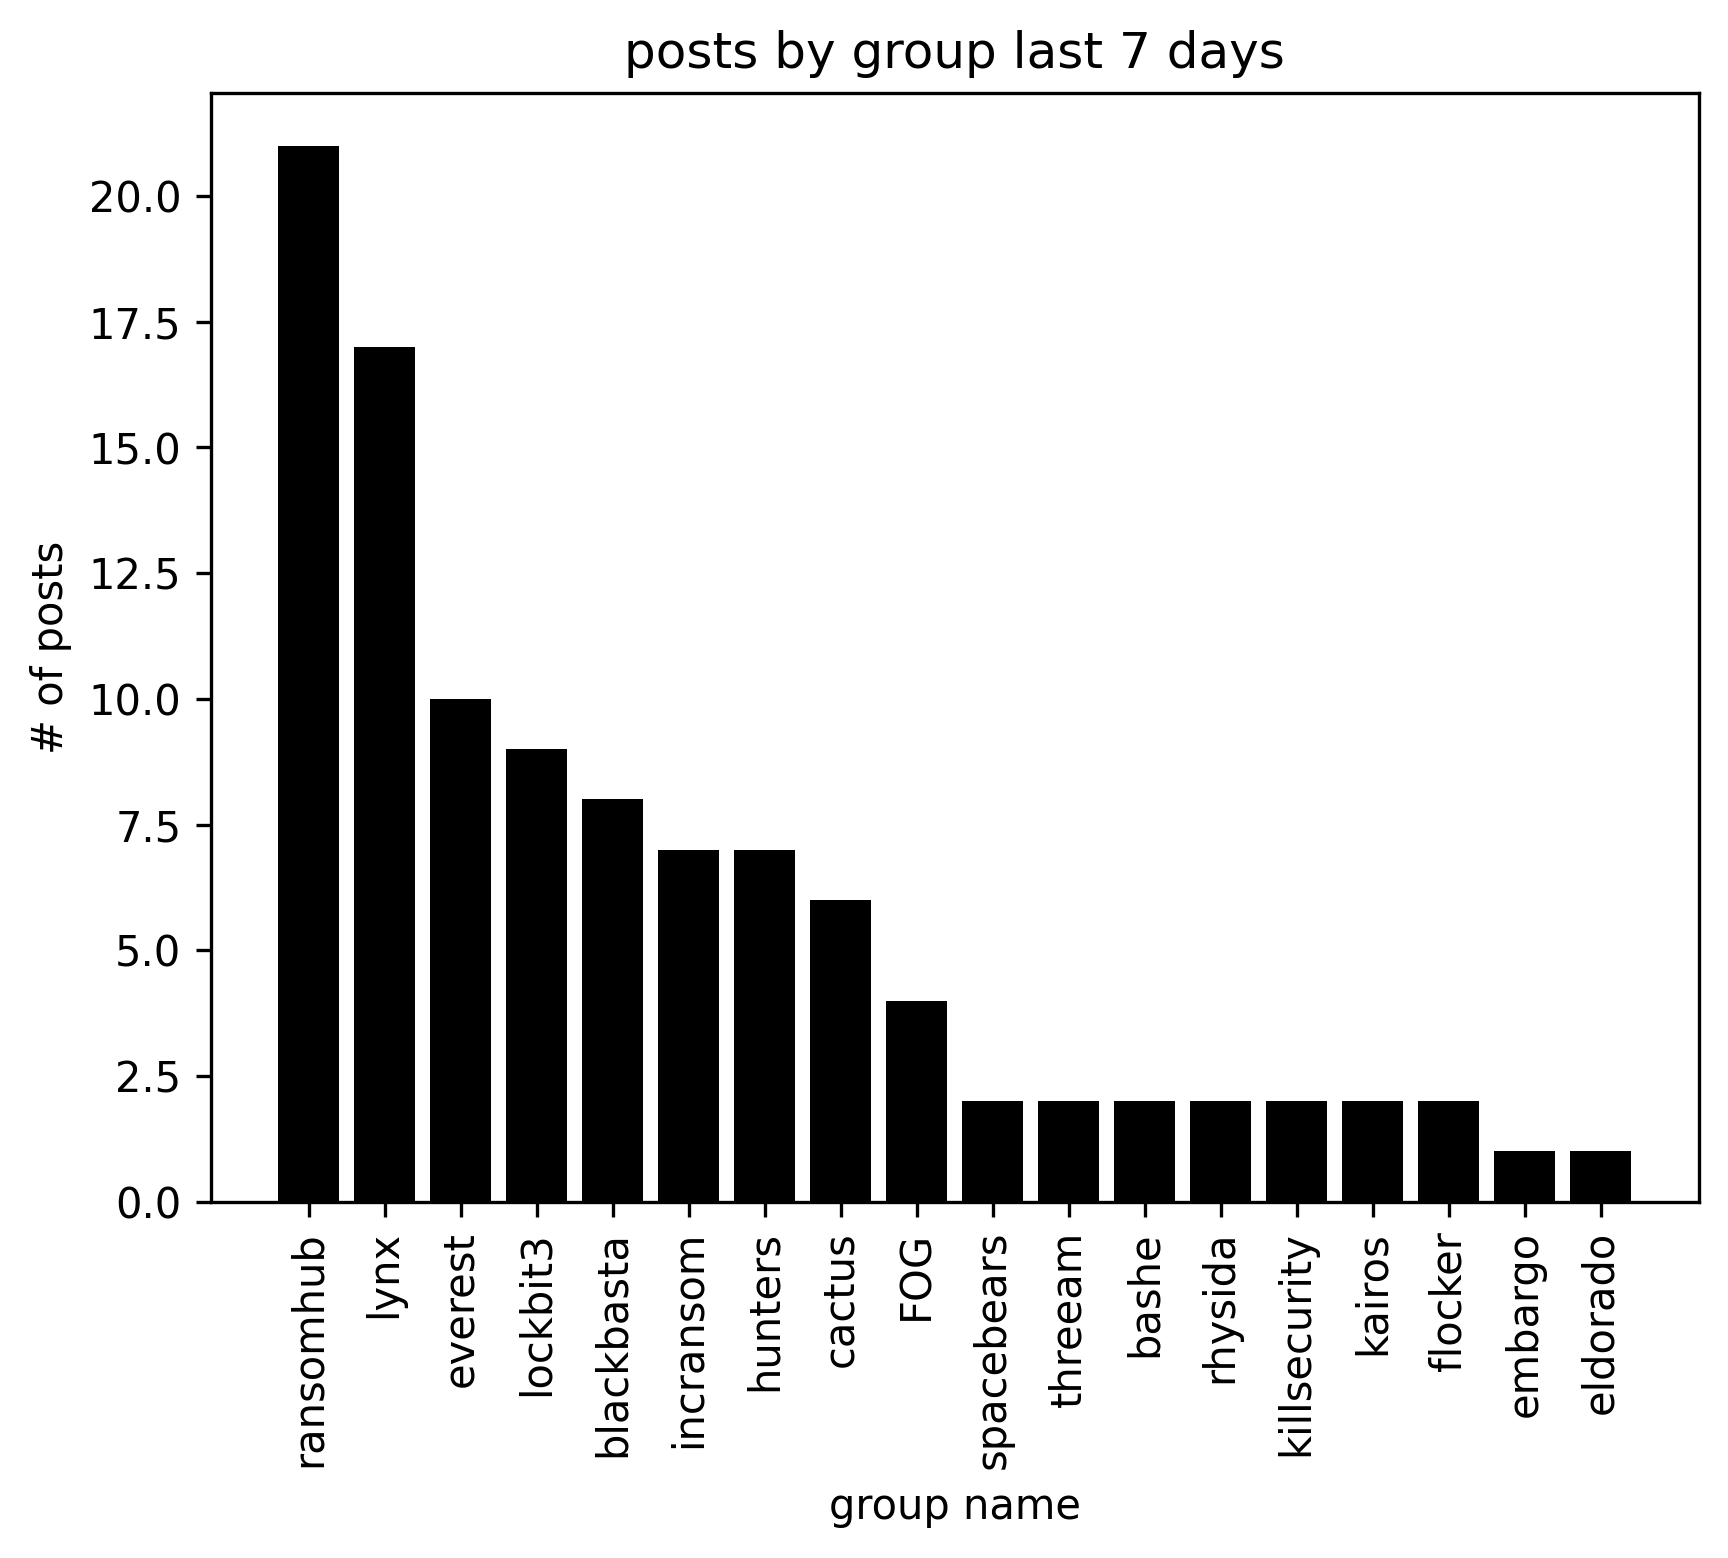 posts by group last 7 days
# of posts
20.0
17.5
15.0
12.5
10.0
7.5
5.0
2.5
0.0
ransomhub
lynx
everest
lockbit3
blackbasta
incransom
hunters
cactus
FOG
spacebears
threeam
bashe
rhysida
killsecurity
kairos
flocker
embargo
eldorado
group name